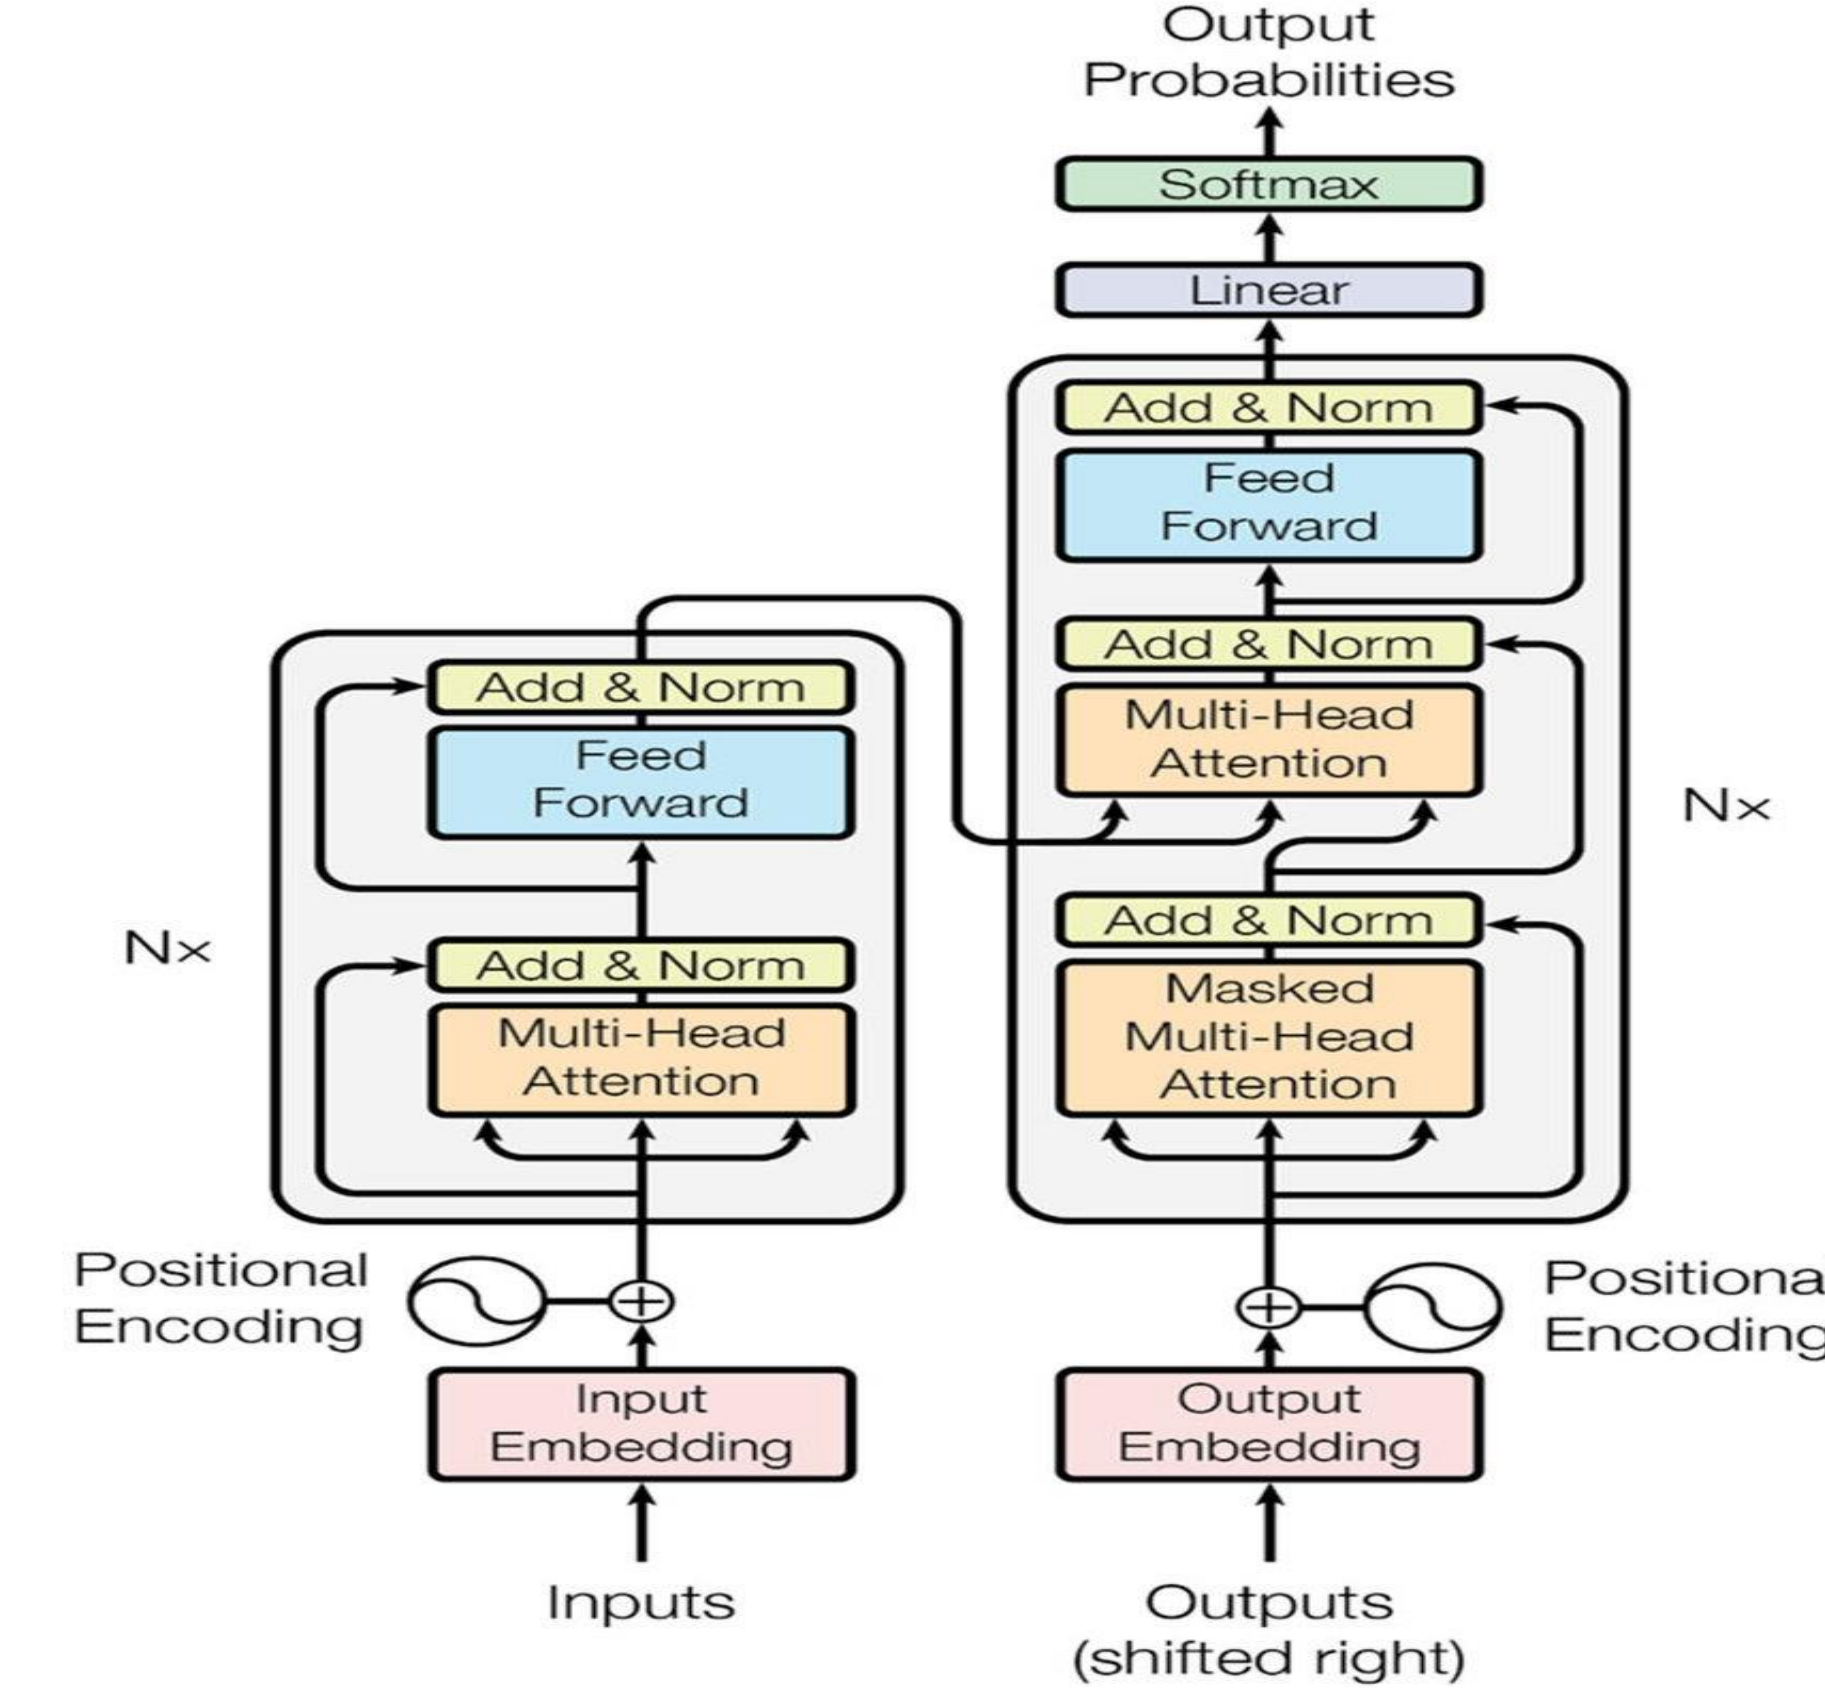 Output
Probabilities
Softmax
Linear
Add & Norm
Feed
Forward
Add & Norm
Multi-Head
Attention
Nx
Add & Norm
Masked
Multi-Head
Attention
Add & Norm
Feed
Forward
Nx
Add & Norm
Multi-Head
Attention
Positional
Encoding
Positiona
Encoding
Input
Embedding
Output
Embedding
Inputs
Outputs
(shifted right)